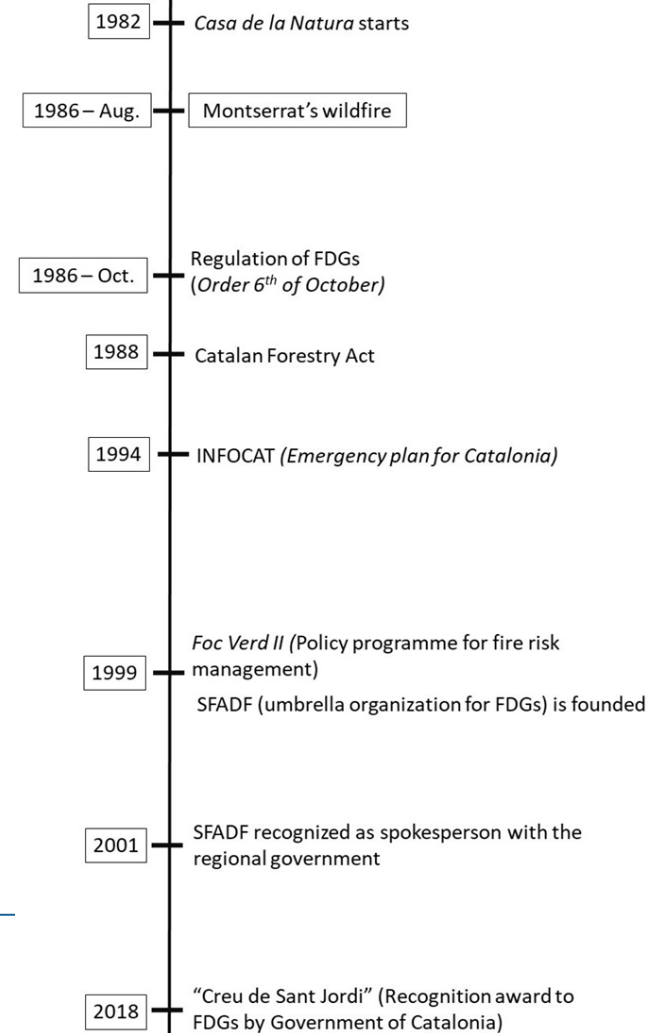 1982 Casa de la Natura starts
1986 – Aug. Montserrat's wildfire
Regulation of FDGs
1986 – Oct. (Order 6th of October)
1988 Catalan Forestry Act
1994 INFOCAT (Emergency plan for Catalonia)
Foc Verd II (Policy programme for fire risk
1999 management)
SFADF (umbrella organization for FDGs) is founded
SFADF recognized as spokesperson with the
2001 regional government
"Creu de Sant Jordi" (Recognition award to
2018 FDGs by Government of Catalonia)